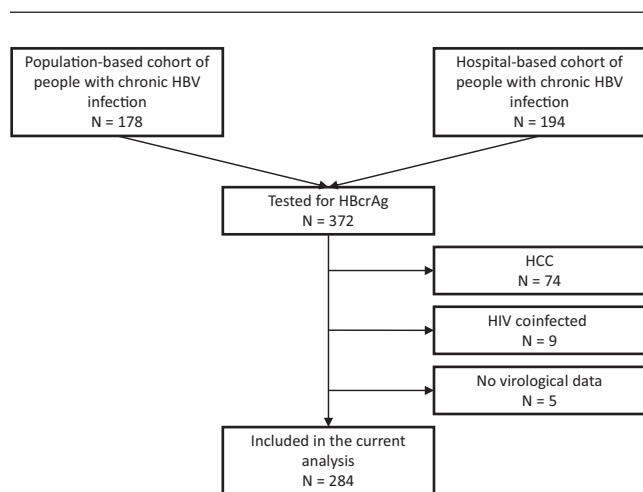 Population-based cohort of
people with chronic HBV
infection
N = 178
Hospital-based cohort of
people with chronic HBV
infection
N = 194
Tested for HBcrAg
N = 372
HCC
N = 74
HIV coinfected
N = 9
No virological data
N = 5
Included in the current
analysis
N = 284